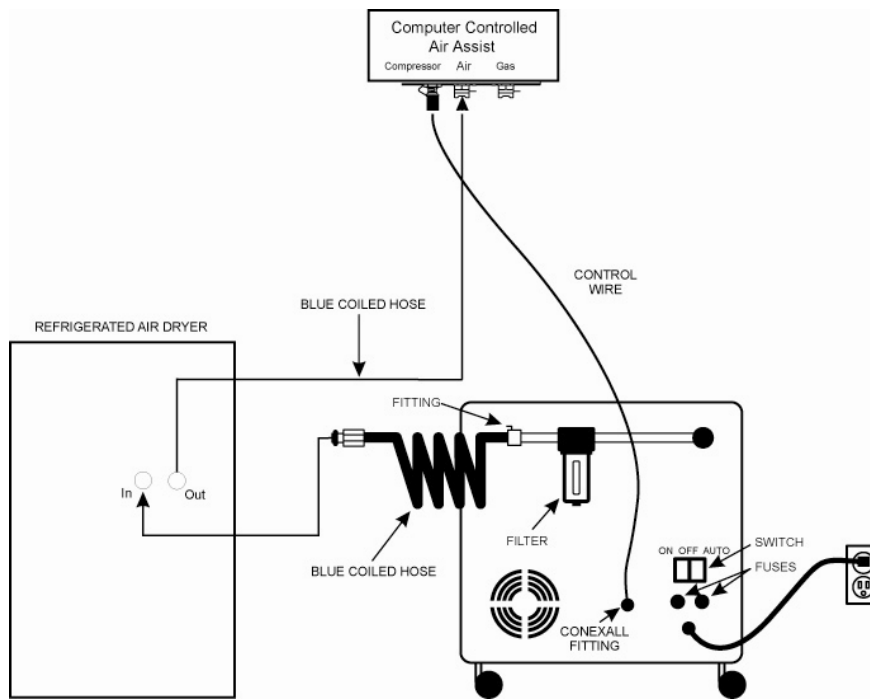 Computer Controlled
Air Assist
Compressor Air Gas
CONTROL
WIRE
BLUE COILED HOSE
REFRIGERATED AIR DRYER
FITTING
In
Out
FILTER
BLUE COILED HOSE
ON OFF AUTO
SWITCH
FUSES
CONEXALL
FITTING